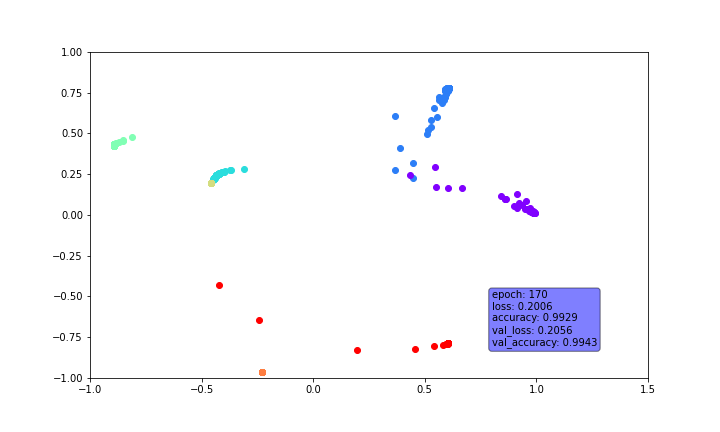 1.00
0.75
0.50
0.25
0.00
−0.25
−0.50
−0.75
−1.00
epoch: 170
loss: 0.2006
accuracy: 0.9929
val_loss: 0.2056
val_accuracy: 0.9943
−1.0 −0.5 0.0 0.5 1.0 1.5